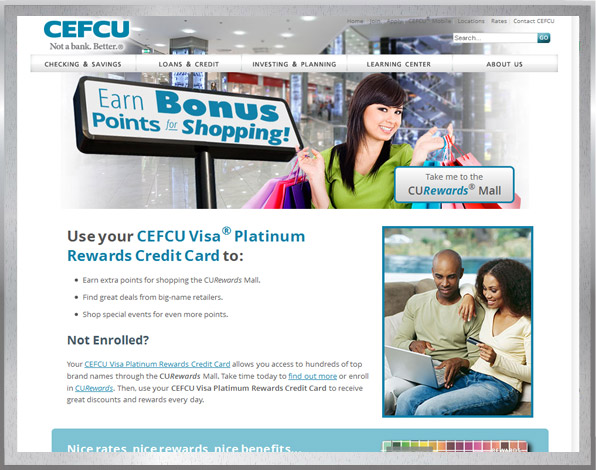 CEFCU
Not a bank. Better.®
Home Join Apply CEFCU® Mobile Locations Rates Contact CEFCU
Search...
GO
CHECKING & SAVINGS LOANS & CREDIT INVESTING & PLANNING LEARNING CENTER ABOUT US
Earn Bonus
Points for Shopping!
Take me to the
CURewards® Mall
Use your CEFCU Visa® Platinum
Rewards Credit Card to:
• Earn extra points for shopping the CURewards Mall.
• Find great deals from big-name retailers.
• Shop special events for even more points.
Not Enrolled?
Your CEFCU Visa Platinum Rewards Credit Card allows you access to hundreds of top
brand names through the CURewards Mall. Take time today to find out more or enroll
in CURewards. Then, use your CEFCU Visa Platinum Rewards Credit Card to receive
great discounts and rewards every day.
Nice rates, nice rewards, nice benefits...